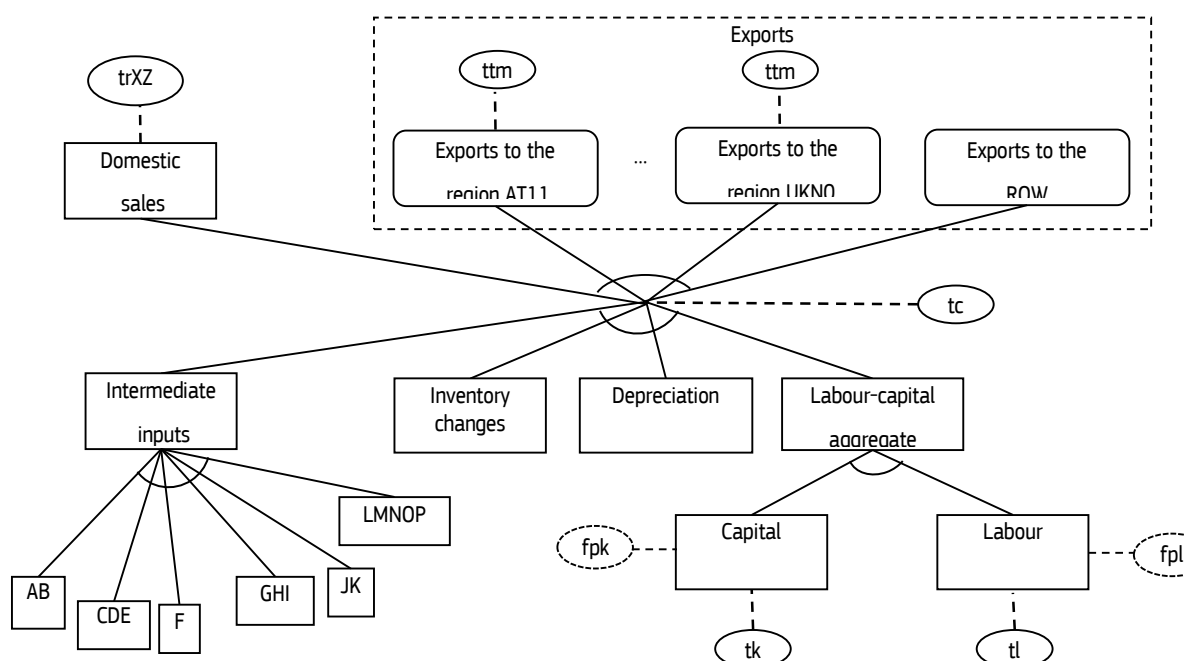 Exports
trXZ
ttm
ttm
Domestic
sales
Exports to the
region AT11
...
Exports to the
region UKN0
Exports to the
ROW
tc
Intermediate
inputs
Inventory
changes
Depreciation
Labour-capital
aggregate
LMNOP
Capital
Labour
fpk
fpl
AB
CDE
F
GHI
JK
tk
tl